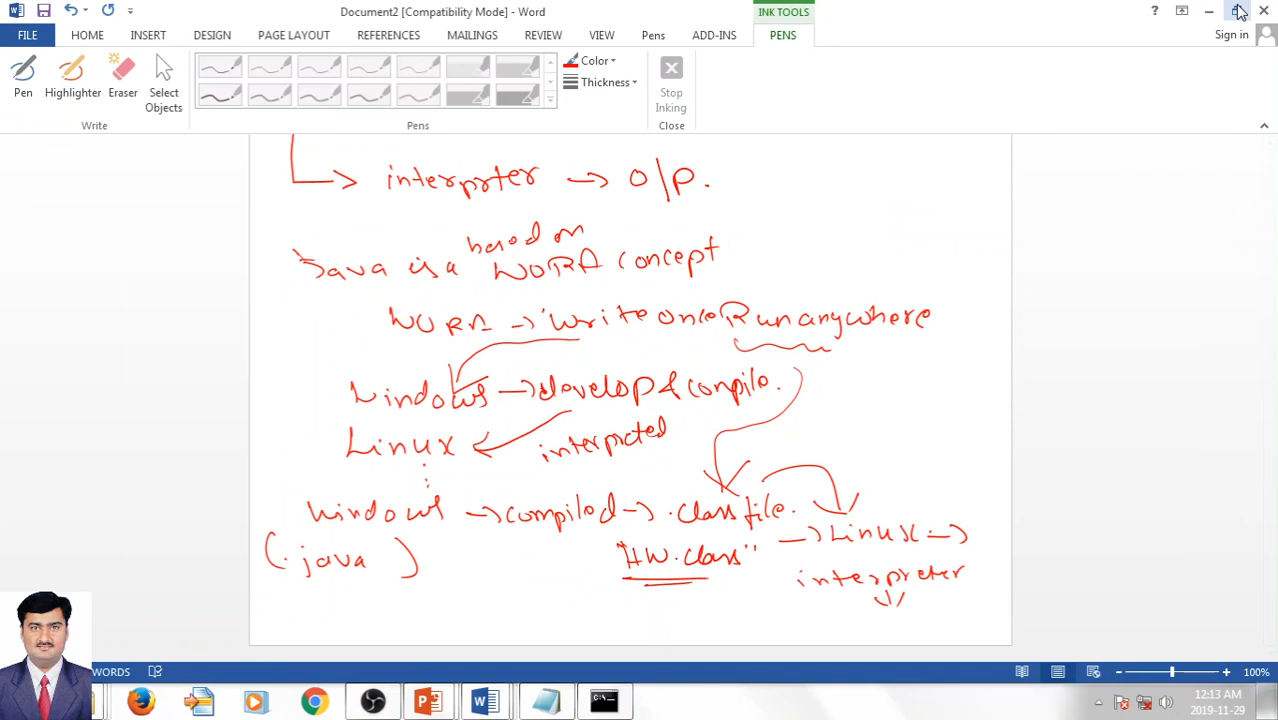 Document2 [Compatibility Mode] - Word
INK TOOLS
?
FILE HOME INSERT DESIGN PAGE LAYOUT REFERENCES MAILINGS REVIEW VIEW Pens ADD-INS PENS Sign in
Pen Highlighter Eraser Select Objects
Color
Thickness
Stop Inking
Write Pens Close
interprter → O/P.
based on
Java is a WORA concept
WORA → "Write once Run anywhere
Windows → develop & compile.
Linux interpreted
windows → compiled → .class file.
(.java) "HW.class" → Linux →
interpreter
WORDS 100%
12:13 AM
2019-11-29